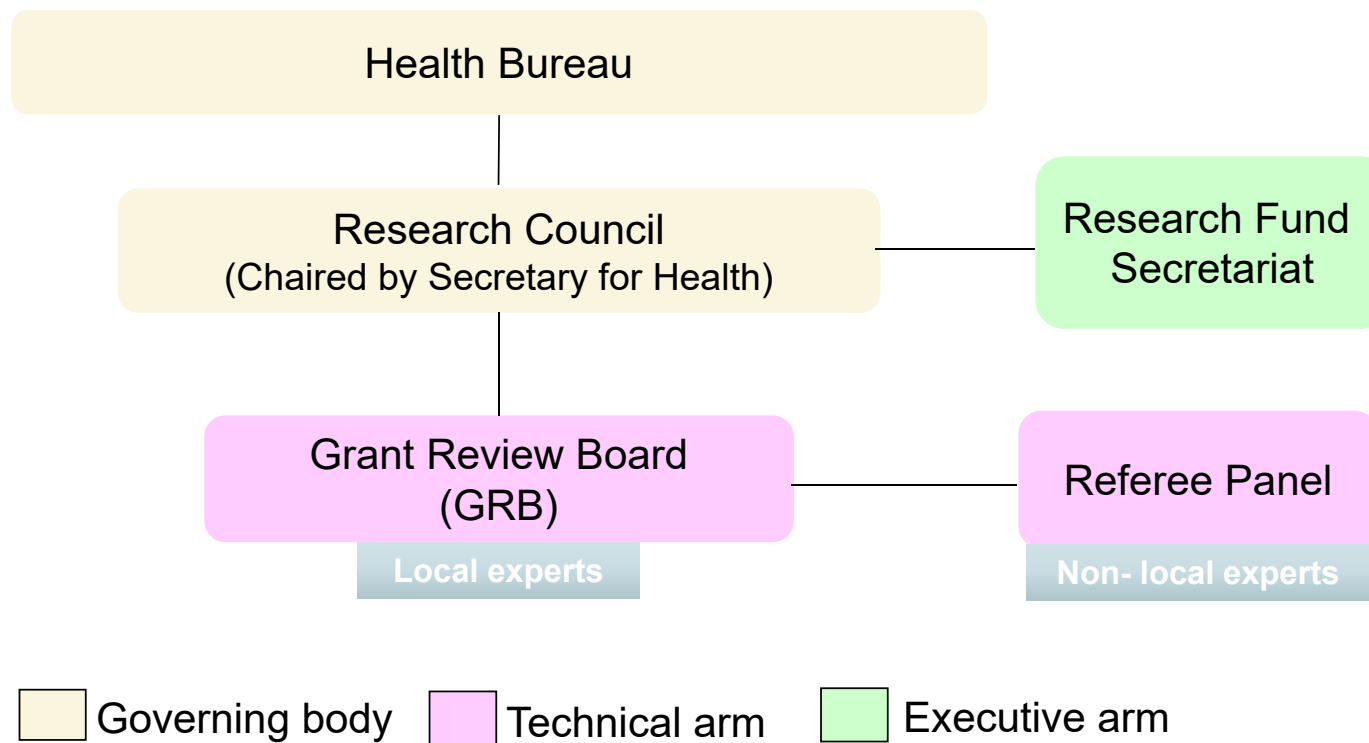 Health Bureau
Research Council
(Chaired by Secretary for Health)
Research Fund
Secretariat
Grant Review Board
(GRB)
Referee Panel
Local experts
Non- local experts
Governing body
Technical arm
Executive arm